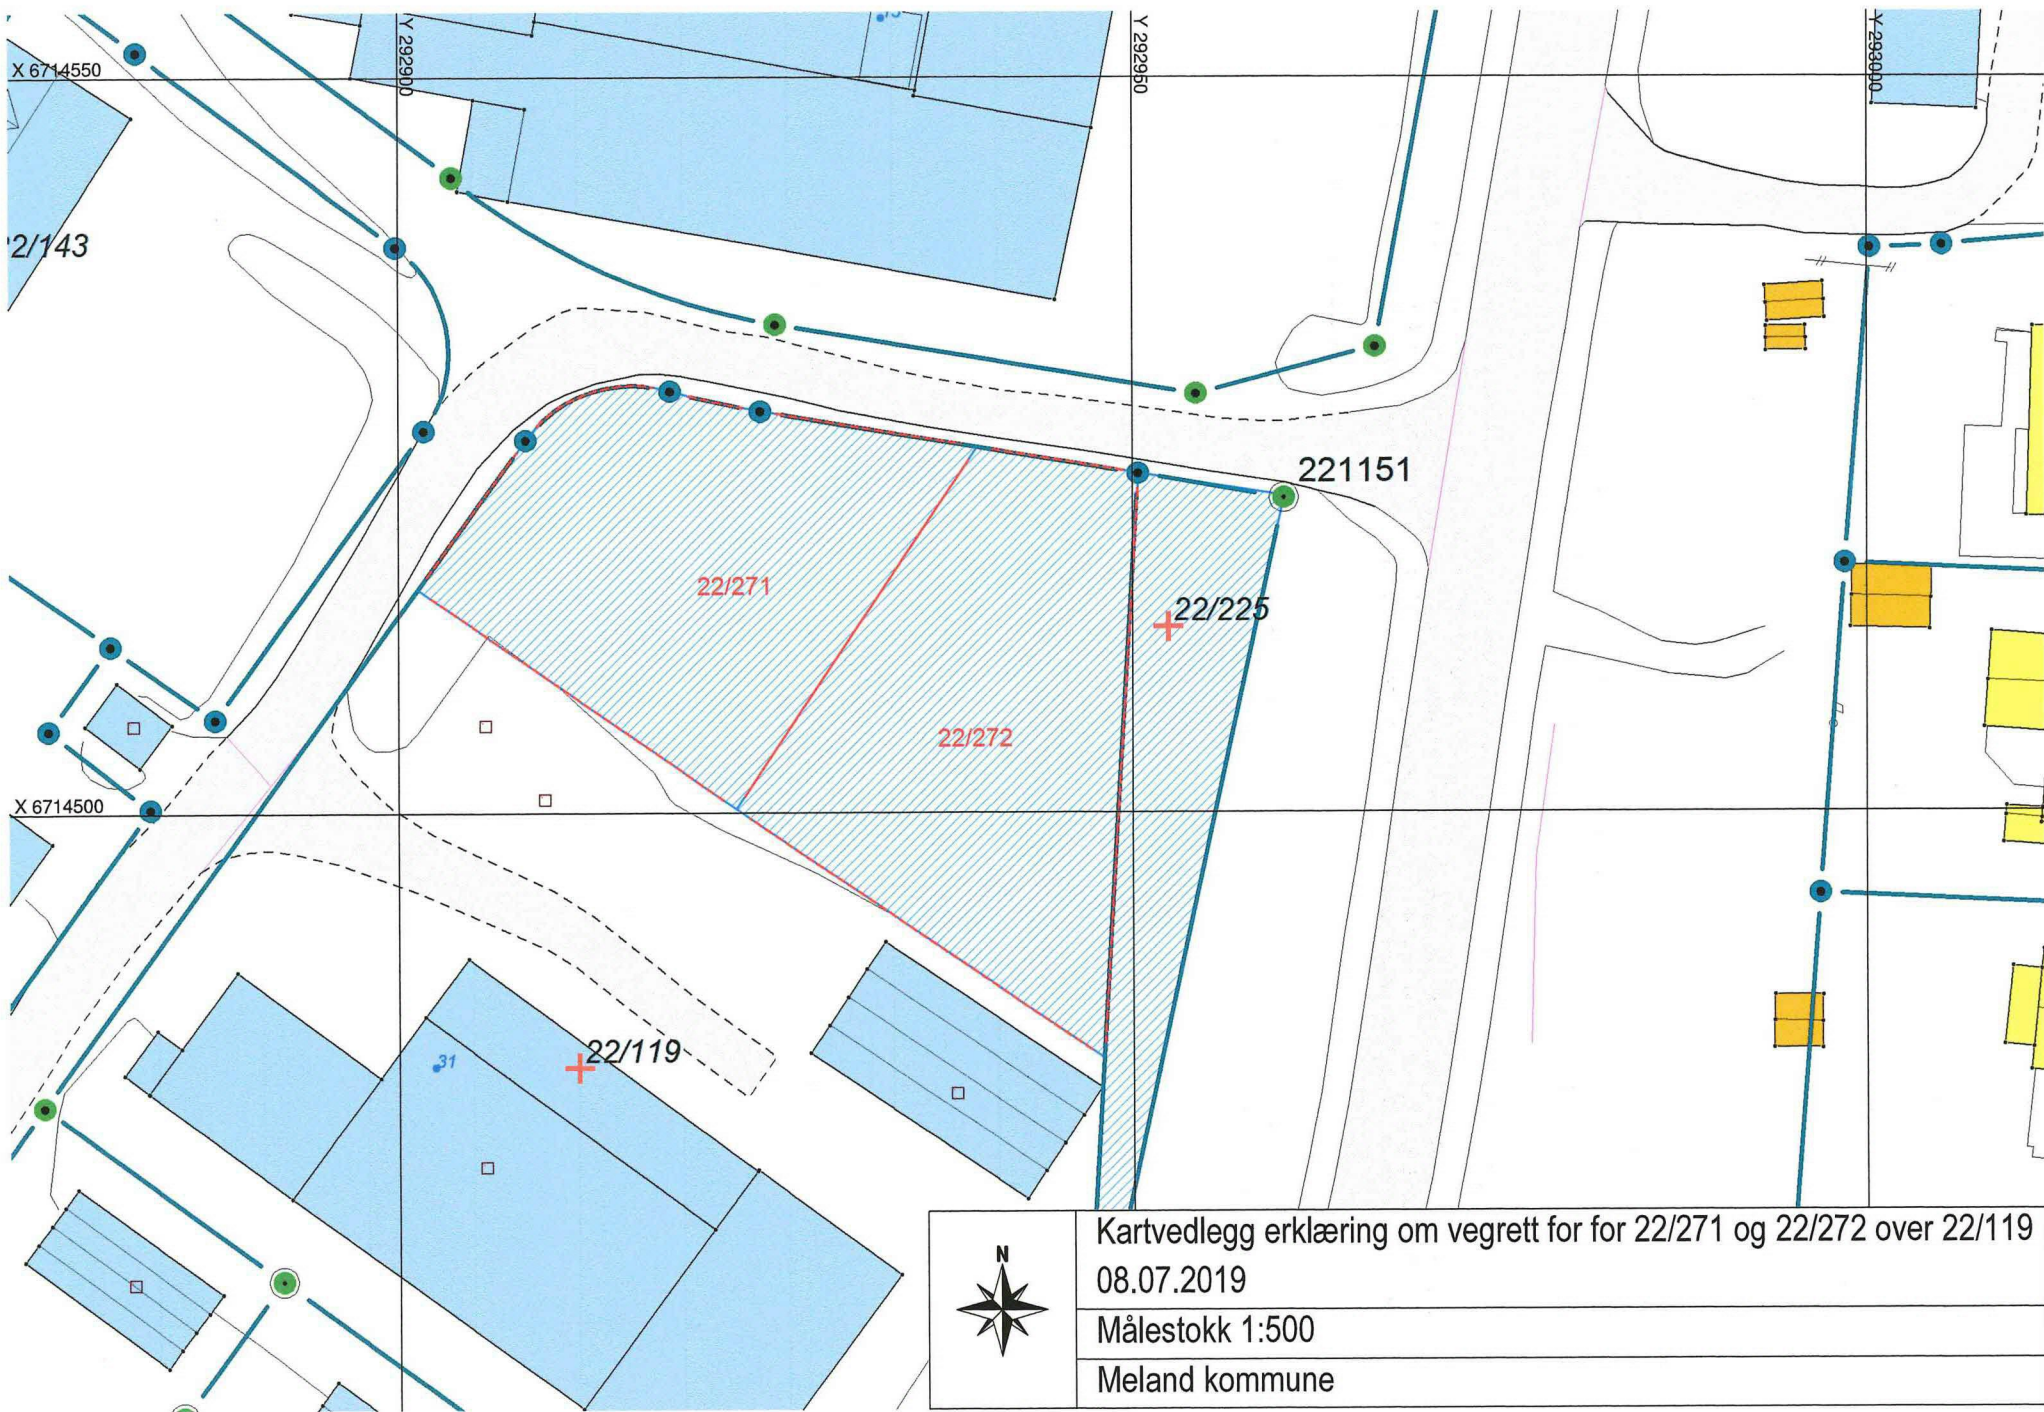 X 6714550
Y 292900
Y 292950
Y 293000
22/143
221151
22/271
22/225
22/272
X 6714500
22/119
31
N
Kartvedlegg erklæring om vegrett for for 22/271 og 22/272 over 22/119
08.07.2019
Målestokk 1:500
Meland kommune